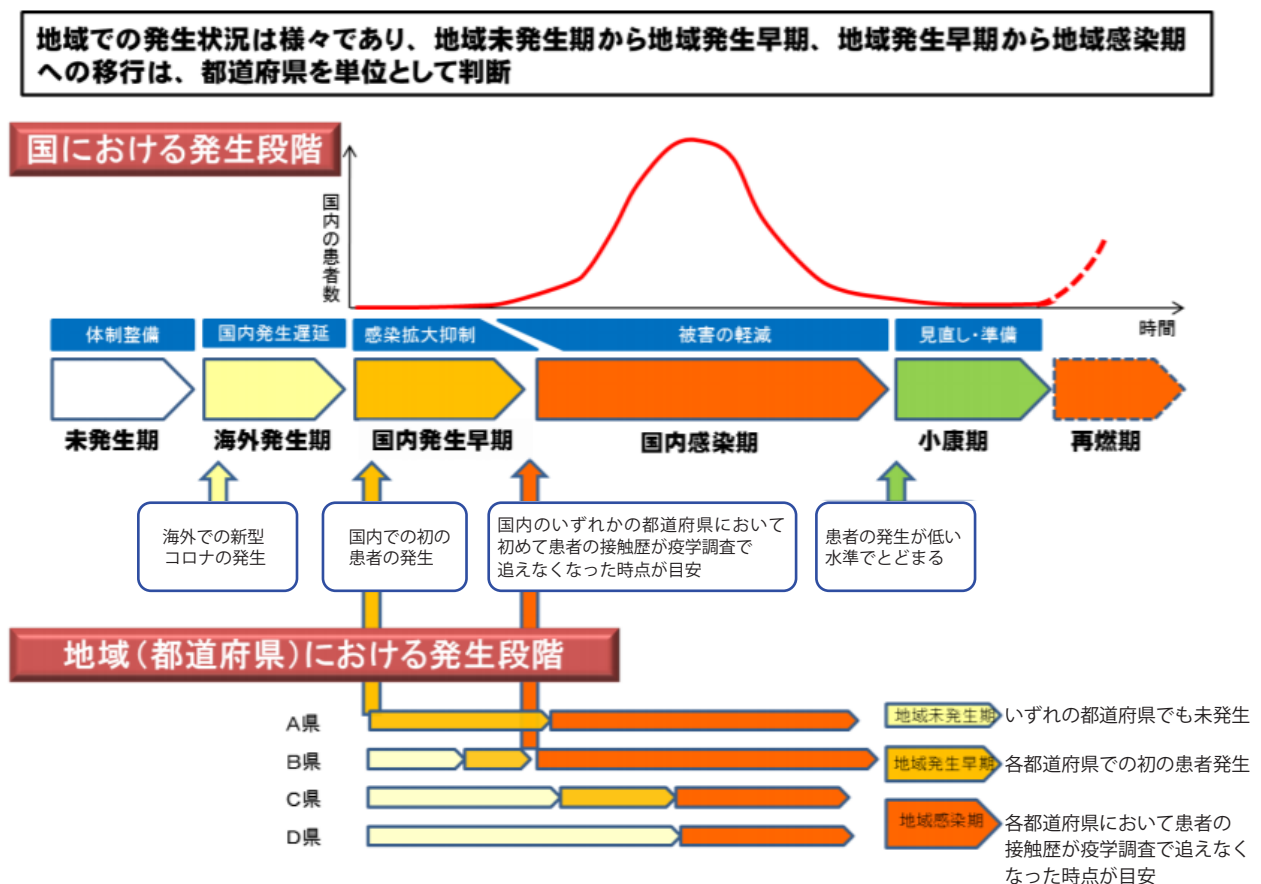 地域での発生状況は様々であり、地域未発生期から地域発生早期、地域発生早期から地域感染期
への移行は、都道府県を単位として判断
国における発生段階
国内の患者数
時間
体制整備
国内発生遅延
感染拡大抑制
被害の軽減
見直し・準備
未発生期
海外発生期
国内発生早期
国内感染期
小康期
再燃期
海外での新型
コロナの発生
国内での初の
患者の発生
国内のいずれかの都道府県において
初めて患者の接触歴が疫学調査で
追えなくなった時点が目安
患者の発生が低い
水準でとどまる
地域(都道府県)における発生段階
A県
B県
C県
D県
地域未発生期 いずれの都道府県でも未発生
地域発生早期 各都道府県での初の患者発生
地域感染期 各都道府県において患者の
接触歴が疫学調査で追えなく
なった時点が目安